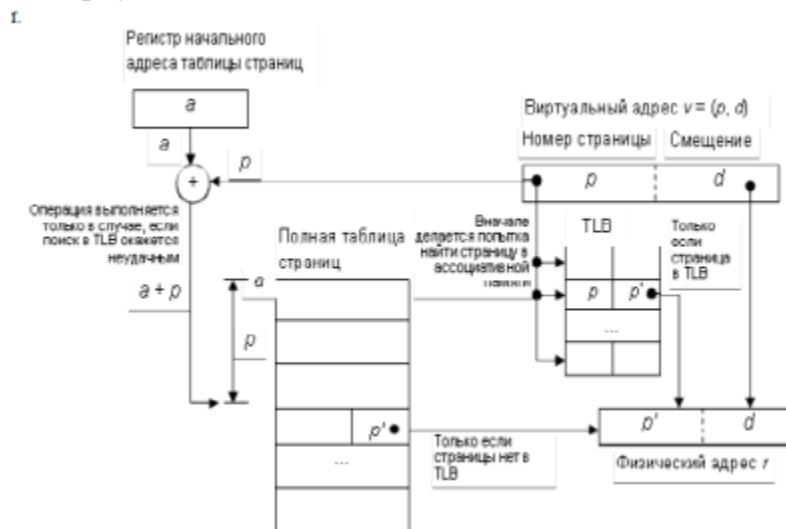 f.
Регистр начального
адреса таблицы страниц
a
a
Виртуальный адрес v = (p, d)
Номер страницы Смещение
p d
p
+
Операция выполняется
только в случае, если
поиск в TLB окажется
неудачным
Полная таблица
страниц
Вначале
делается попытка
найти страницу в
ассоциативной
памяти
TLB
Только
если
страница
в TLB
a
a + p
p
p p'
...
p'
...
Только если
страницы нет в
TLB
p' d
Физический адрес r